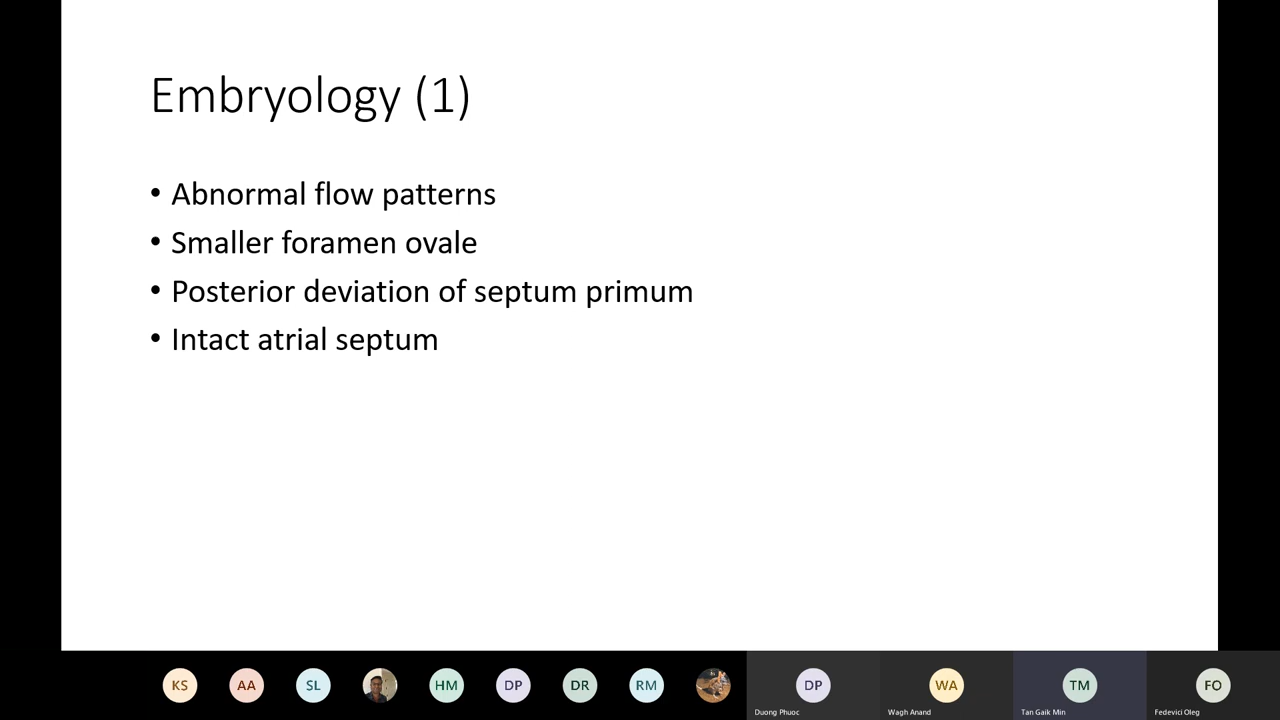 Embryology (1)
• Abnormal flow patterns
• Smaller foramen ovale
• Posterior deviation of septum primum
• Intact atrial septum
KS AA SL HM DP DR RM DP WA TM FO
Duong Phuoc Wagh Anand Tan Gaik Min Fedevici Oleg